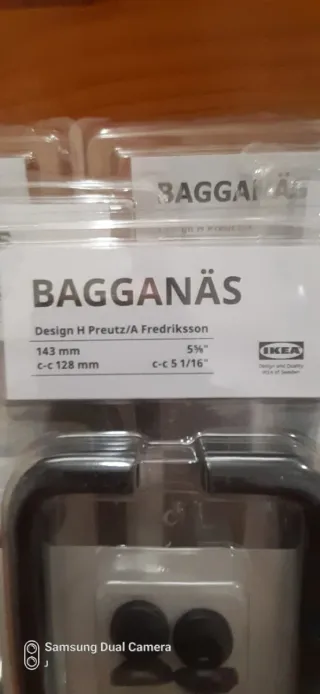 BAGGANÄS
BAGGANÄS
Design H Preutz/A Fredriksson
143 mm 5⅝"
c-c 128 mm c-c 5 1/16"
IKEA
Design and Quality
IKEA of Sweden
Samsung Dual Camera
J